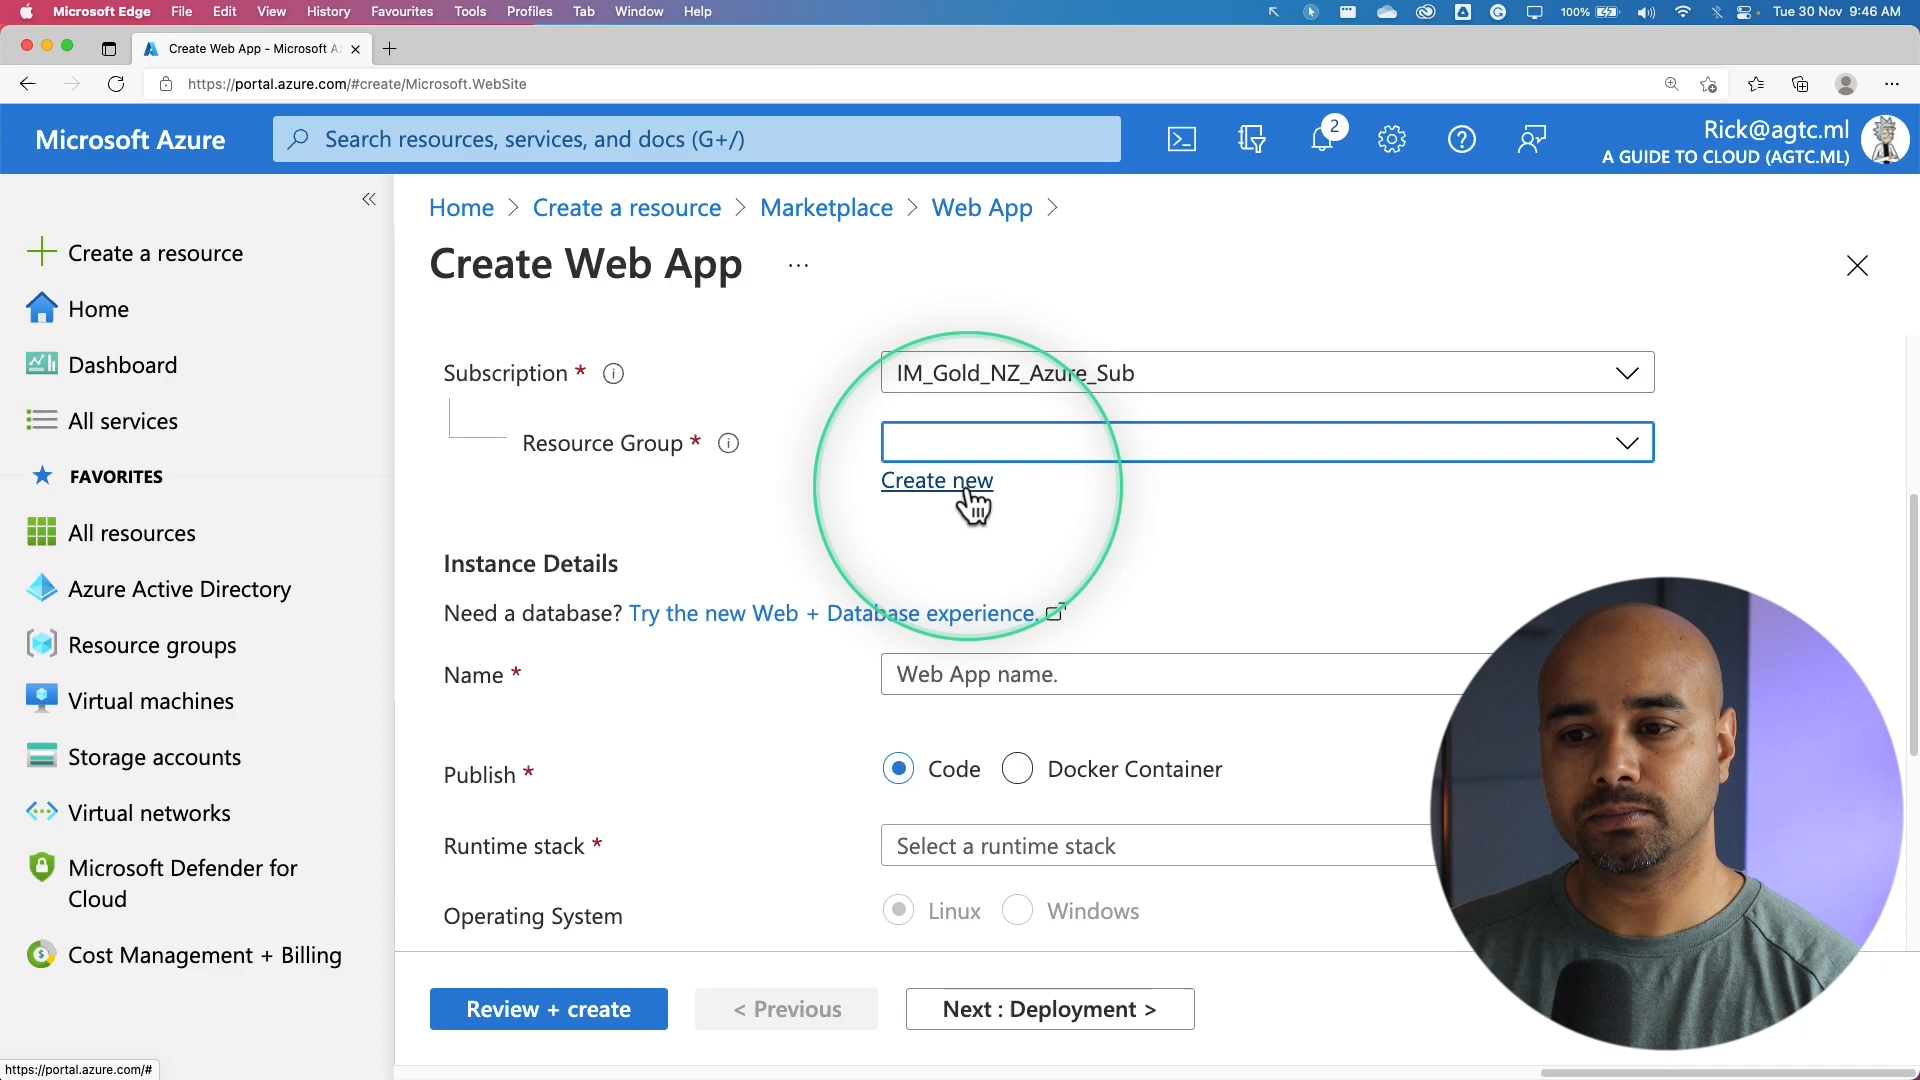 Microsoft Edge File Edit View History Favourites Tools Profiles Tab Window Help 100% Tue 30 Nov 9:46 AM
Create Web App - Microsoft A
https://portal.azure.com/#create/Microsoft.WebSite
Microsoft Azure
Search resources, services, and docs (G+/)
2
Rick@agtc.ml
A GUIDE TO CLOUD (AGTC.ML)
Create a resource
Home
Dashboard
All services
FAVORITES
All resources
Azure Active Directory
Resource groups
Virtual machines
Storage accounts
Virtual networks
Microsoft Defender for
Cloud
Cost Management + Billing
Home > Create a resource > Marketplace > Web App >
Create Web App ...
Subscription *
IM_Gold_NZ_Azure_Sub
Resource Group *
Create new
Instance Details
Need a database? Try the new Web + Database experience.
Name *
Web App name.
Publish *
Code Docker Container
Runtime stack *
Select a runtime stack
Operating System
Linux Windows
Review + create
< Previous
Next : Deployment >
https://portal.azure.com/#